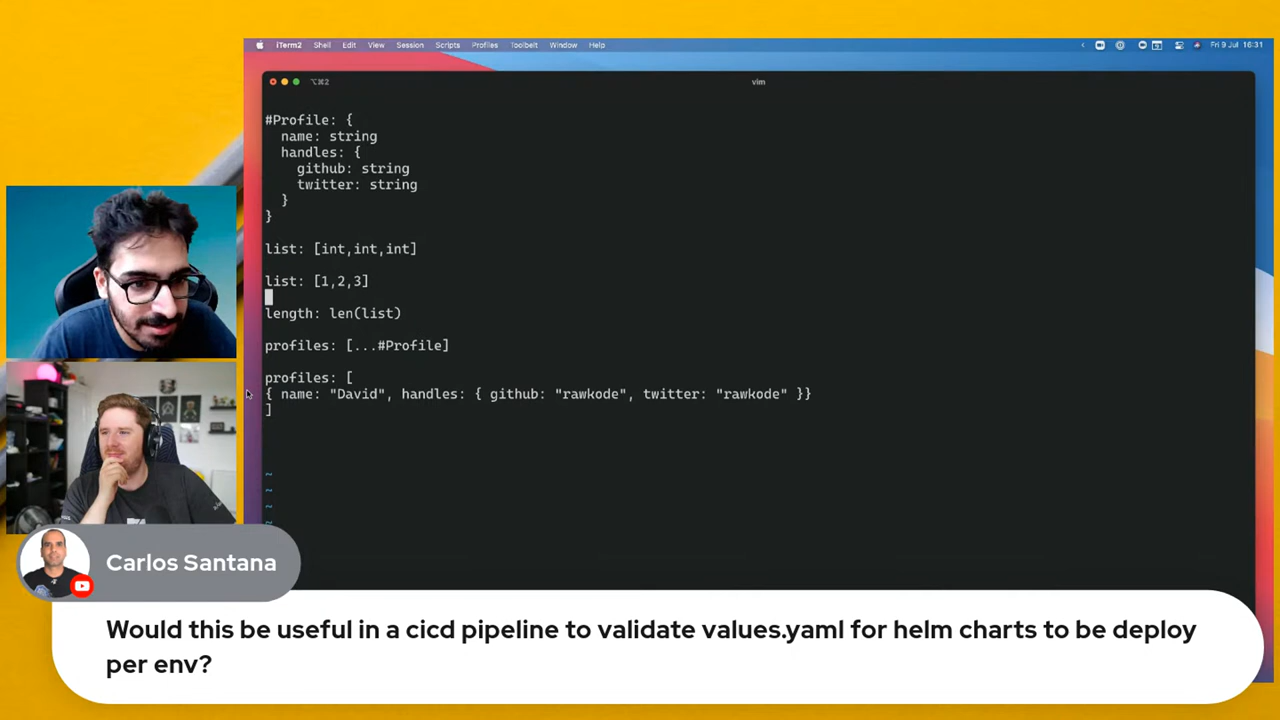 iTerm2 Shell Edit View Session Scripts Profiles Toolbelt Window Help
Fri 9 Jul 16:31
⌥⌘2
vim
#Profile: {
name: string
handles: {
github: string
twitter: string
}
}
list: [int,int,int]
list: [1,2,3]
length: len(list)
profiles: [...#Profile]
profiles: [
{ name: "David", handles: { github: "rawkode", twitter: "rawkode" }}
]
~
~
~
~
Carlos Santana
Would this be useful in a cicd pipeline to validate values.yaml for helm charts to be deploy
per env?